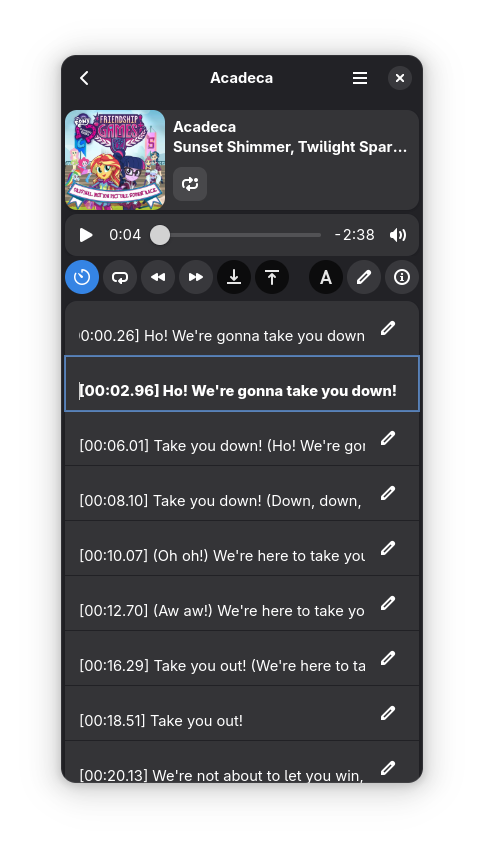 Acadeca
FRIENDSHIP
GAMES
Acadeca
Sunset Shimmer, Twilight Spar...
0:04
-2:38
A
0:00.26] Ho! We're gonna take you down
[00:02.96] Ho! We're gonna take you down!
[00:06.01] Take you down! (Ho! We're gor
[00:08.10] Take you down! (Down, down,
[00:10.07] (Oh oh!) We're here to take you
[00:12.70] (Aw aw!) We're here to take yo
[00:16.29] Take you out! (We're here to ta
[00:18.51] Take you out!
[00:20.13] We're not about to let you win,